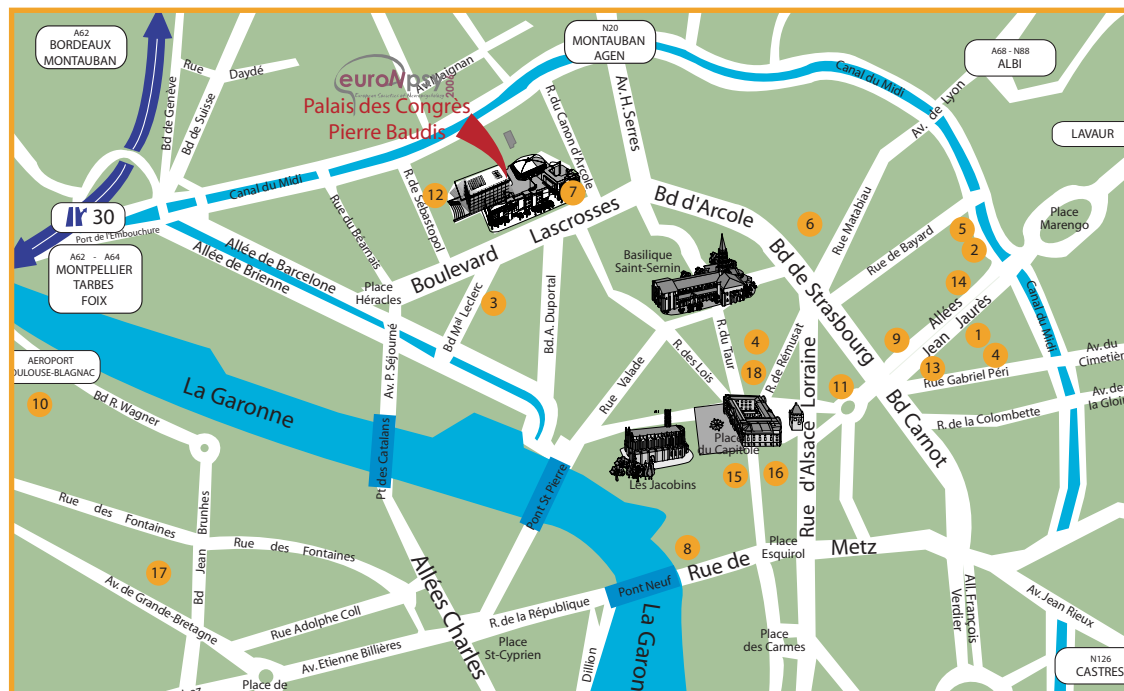 A62
BORDEAUX
MONTAUBAN
N20
MONTAUBAN
AGEN
A68 - N88
ALBI
LAVAUR
Rue Daydé
Bd de Genève
Bd de Suisse
euroNpsy
2006
Av. Maignan
Palais des Congrès
Pierre Baudis
R. du Canon d'Arcole
Av. H. Serres
Canal du Midi
Av. de Lyon
Place
Marengo
Canal du Midi
12
7
R. de Sébastopol
Rue du Béarnais
Bd d'Arcole
6
Rue Matabiau
Rue de Bayard
5
2
14
30
Port de l'Embouchure
A62 - A64
MONTPELLIER
TARBES
FOIX
Allée de Barcelone
Allée de Brienne
Boulevard Lascrosses
Basilique
Saint-Sernin
Bd de Strasbourg
Place
Héracles
3
Bd Mal Leclerc
Bd. A. Duportal
Allées Jean Jaurès
Canal du Midi
9
1
4
13
Av. du
Cimetière
Rue Gabriel Péri
Av. P. Séjourné
Rue Valade
R. des Lois
R. du Taur
4
18
R. de Rémusat
11
AEROPORT
OULOUSE-BLAGNAC
10
Bd R. Wagner
La Garonne
Av. de
la Gloire
R. de la Colombette
Bd Carnot
Rue d'Alsace Lorraine
Place
du Capitole
Les Jacobins
15
16
Pt des Catalans
Pont St Pierre
Rue des Fontaines
Bd Jean Brunhes
Rue des Fontaines
17
8
Place
Esquirol
Rue de Metz
Pont Neuf
Av. de Grande-Bretagne
Rue Adolphe Coll
Allées Charles
R. de la République
Av. Etienne Billières
Place
St-Cyprien
Dillion
La Garon
Place
des Carmes
All. François
Verdier
Av. Jean Rieux
N126
CASTRES
Place de